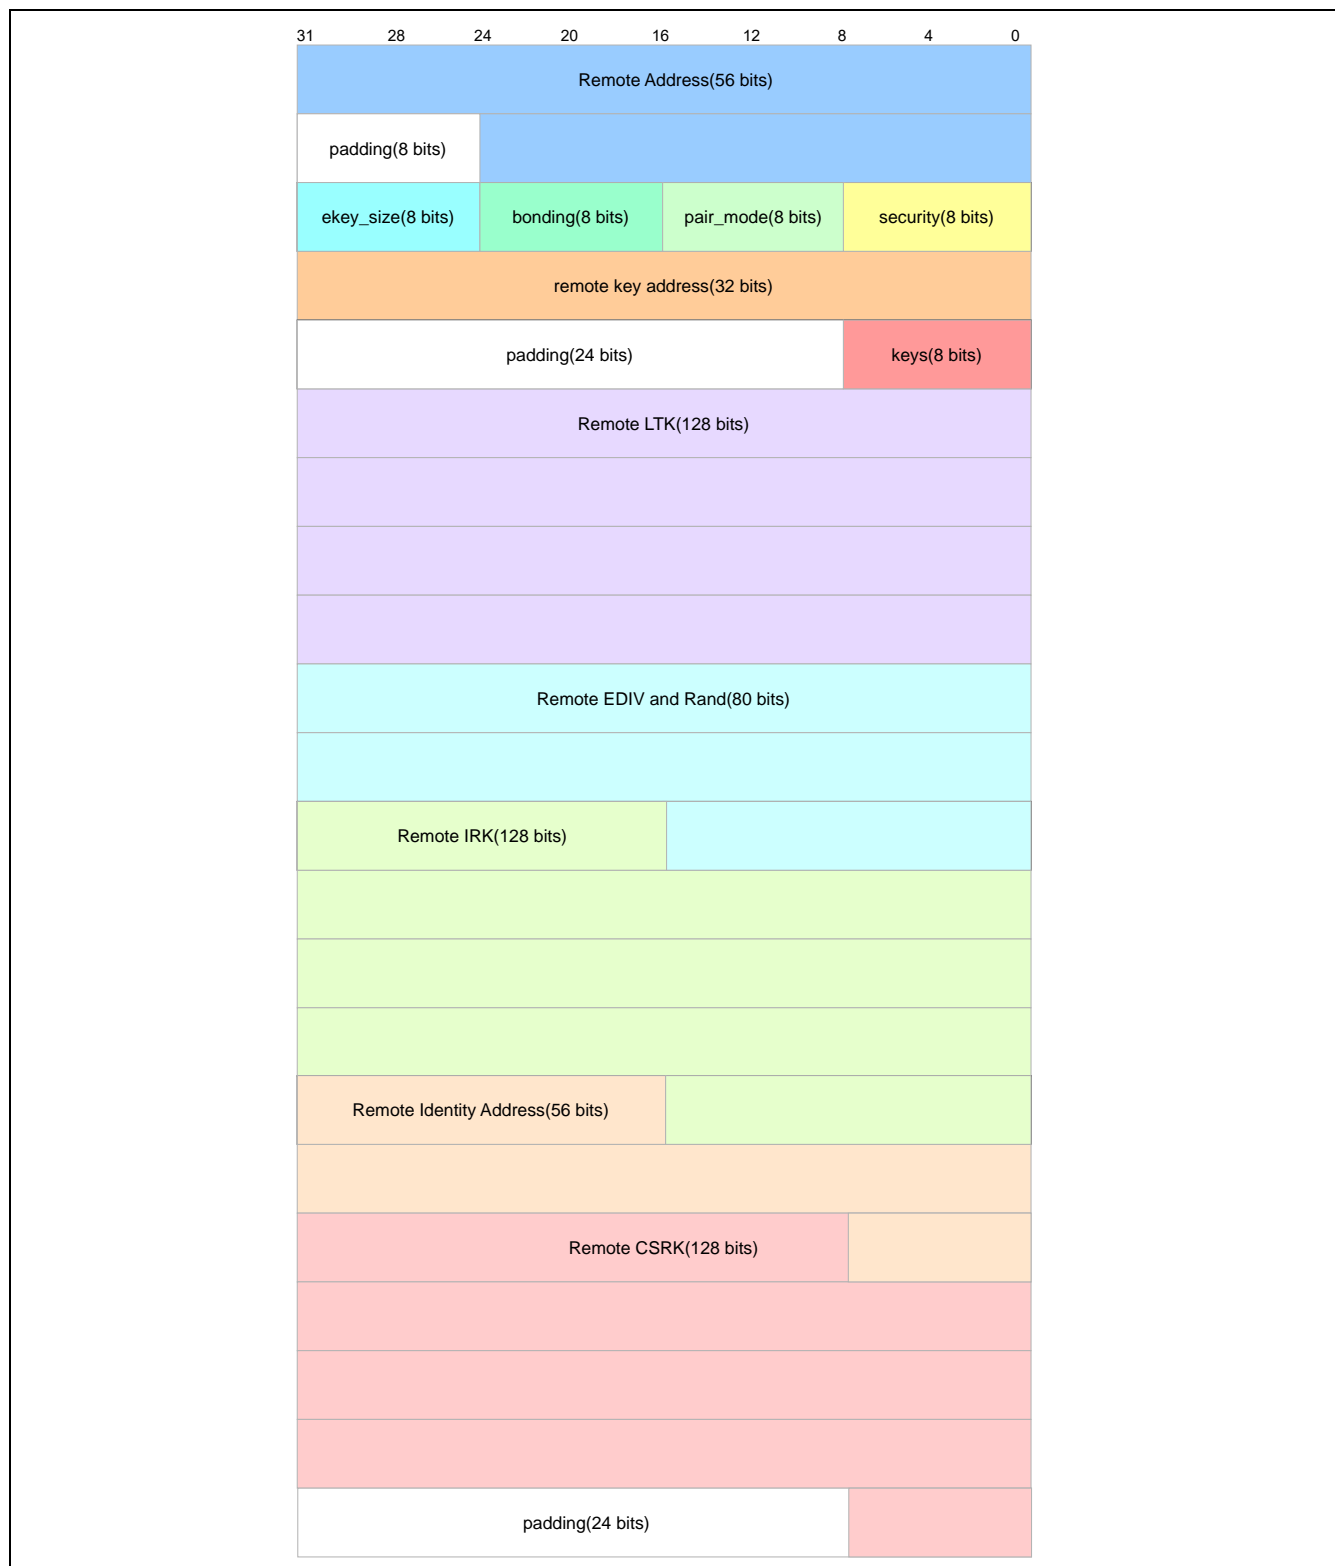 31 28 24 20 16 12 8 4 0
Remote Address(56 bits)
padding(8 bits)
ekey_size(8 bits) bonding(8 bits) pair_mode(8 bits) security(8 bits)
remote key address(32 bits)
padding(24 bits) keys(8 bits)
Remote LTK(128 bits)
Remote EDIV and Rand(80 bits)
Remote IRK(128 bits)
Remote Identity Address(56 bits)
Remote CSRK(128 bits)
padding(24 bits)